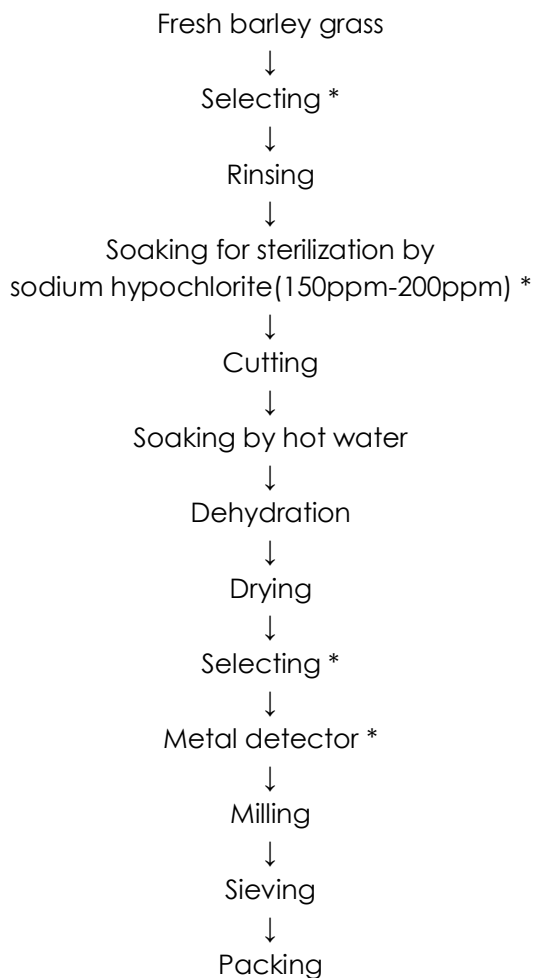 Fresh barley grass
↓
Selecting *
↓
Rinsing
↓
Soaking for sterilization by
sodium hypochlorite(150ppm-200ppm) *
↓
Cutting
↓
Soaking by hot water
↓
Dehydration
↓
Drying
↓
Selecting *
↓
Metal detector *
↓
Milling
↓
Sieving
↓
Packing